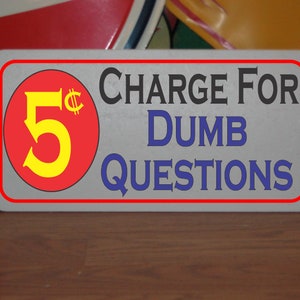 5¢
Charge For
Dumb
Questions